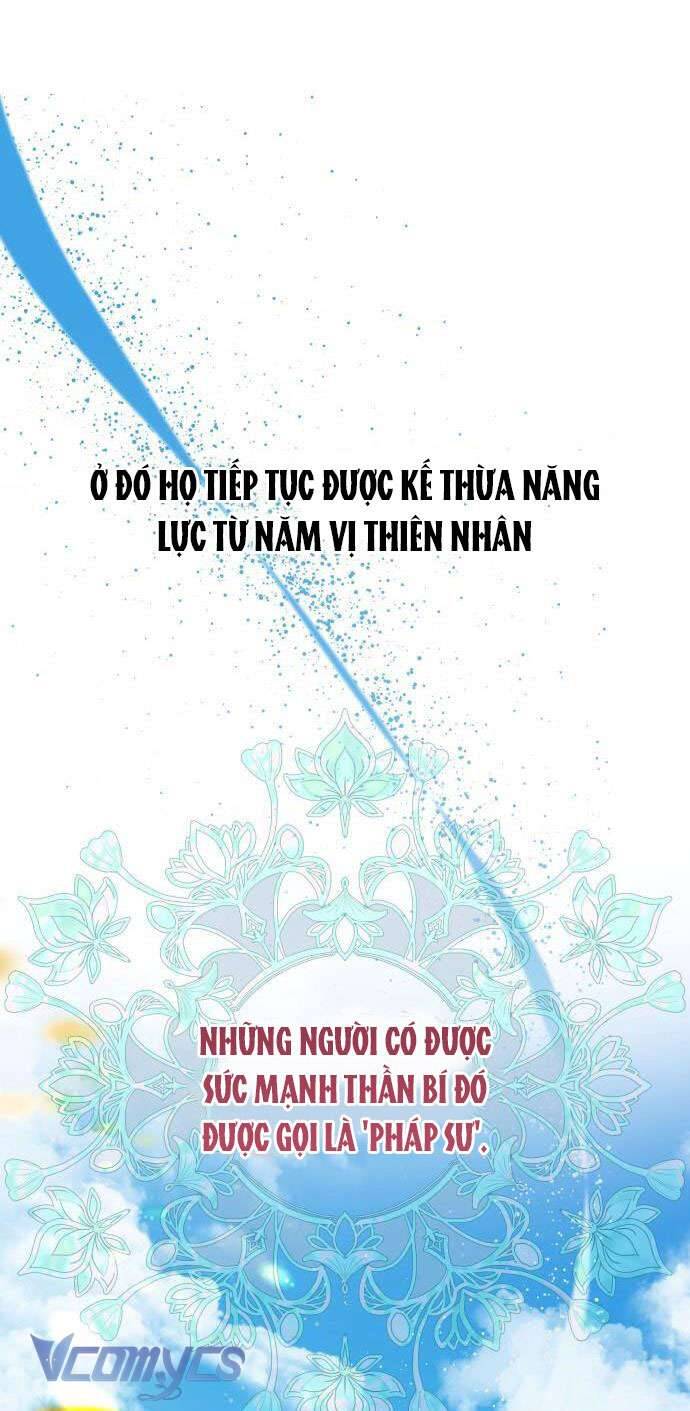 Ở ĐÓ HỌ TIẾP TỤC ĐƯỢC KẾ THỪA NĂNG
LỰC TỪ NĂM VỊ THIÊN NHÂN
NHỮNG NGƯỜI CÓ ĐƯỢC
SỨC MẠNH THẦN BÍ ĐÓ
ĐƯỢC GỌI LÀ 'PHÁP SƯ'.
Vcomycs